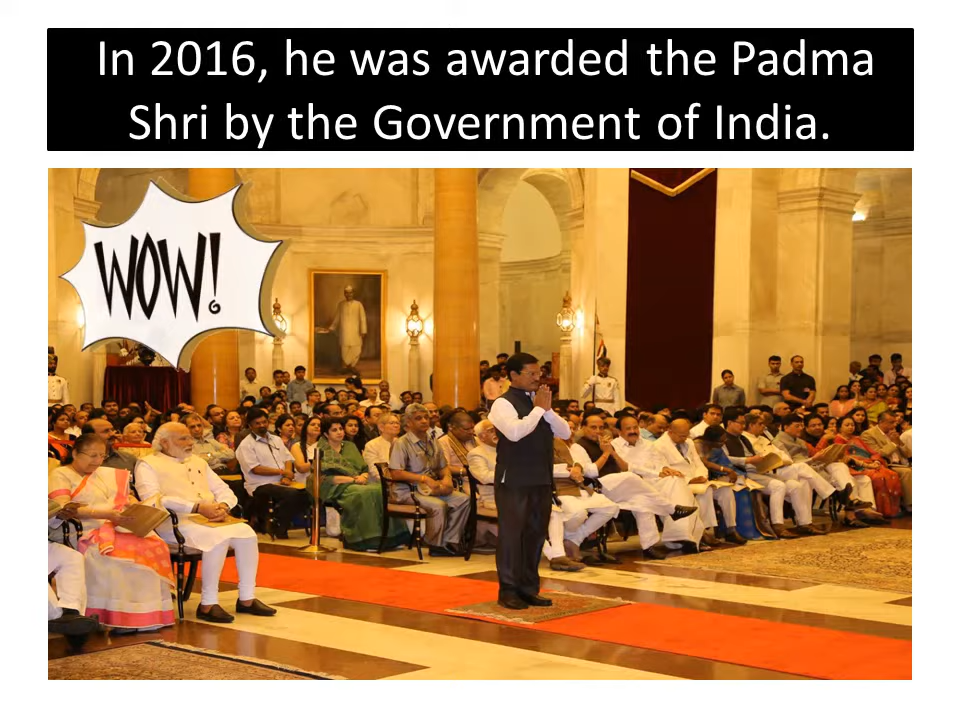 In 2016, he was awarded the Padma
Shri by the Government of India.
WOW!